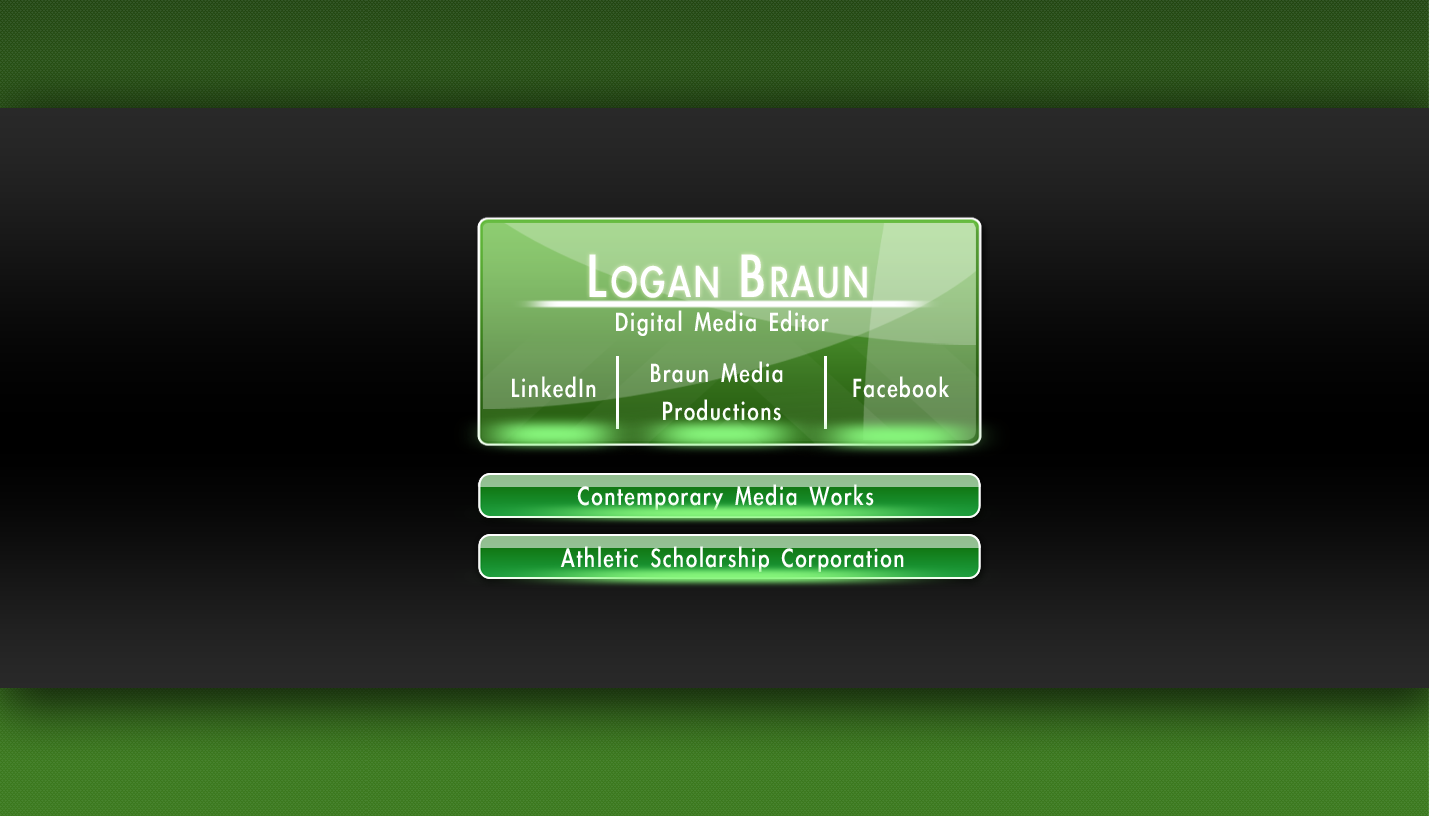 Logan Braun
Digital Media Editor
LinkedIn
Braun Media
Productions
Facebook
Contemporary Media Works
Athletic Scholarship Corporation